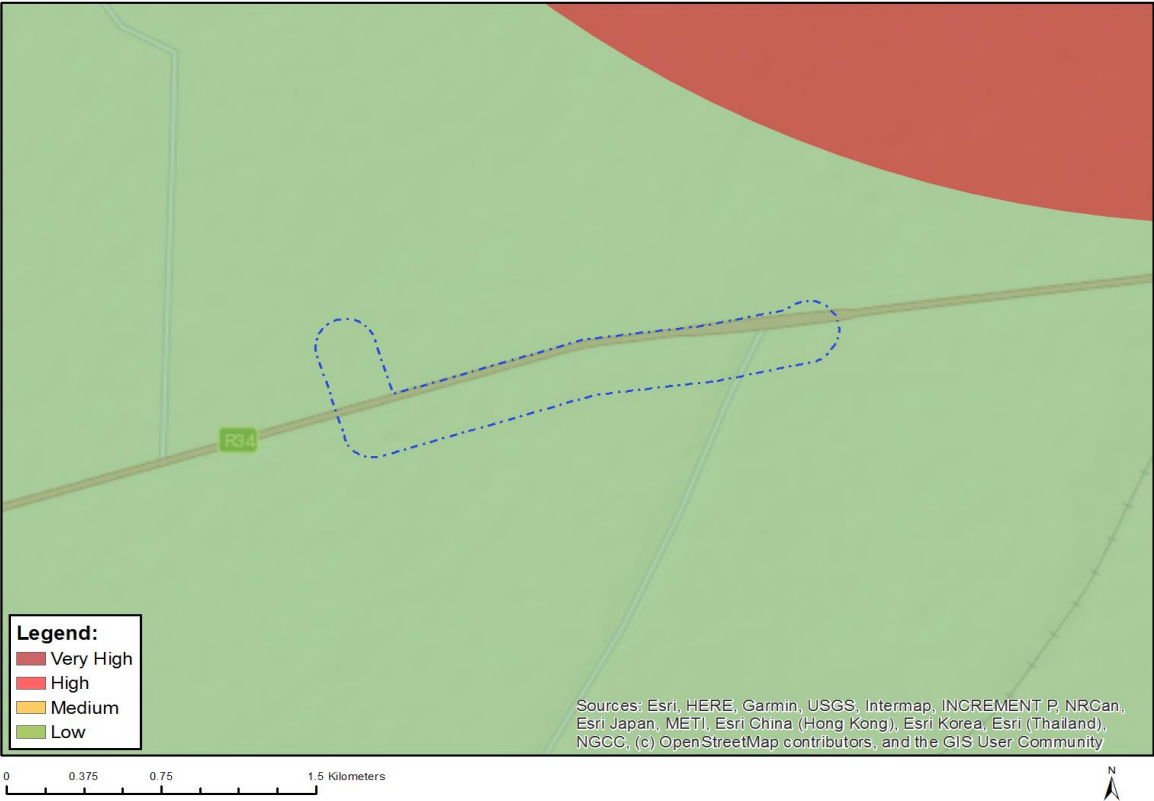 R34
Legend:
Very High
High
Medium
Low
Sources: Esri, HERE, Garmin, USGS, Intermap, INCREMENT P, NRCan,
Esri Japan, METI, Esri China (Hong Kong), Esri Korea, Esri (Thailand),
NGCC, (c) OpenStreetMap contributors, and the GIS User Community
0 0.375 0.75 1.5 Kilometers
N